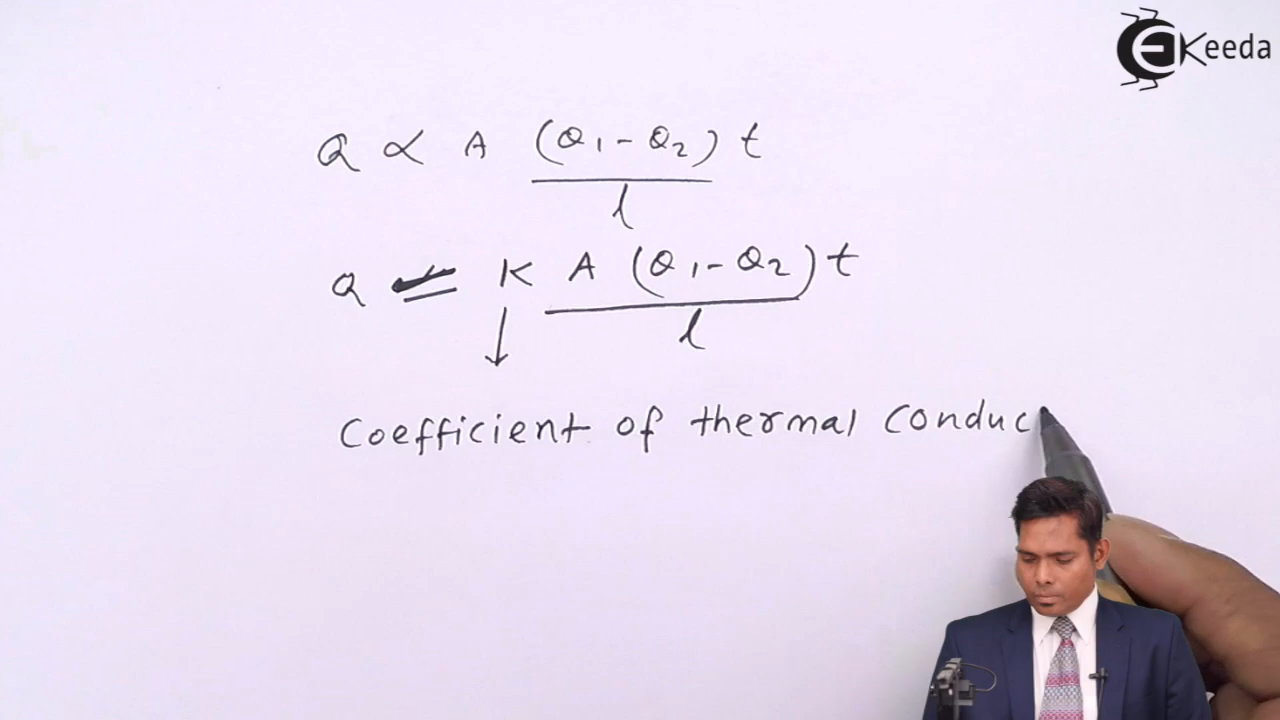 EKeeda
Q ∝ A (θ₁ - θ₂) t
l
Q = K A (θ₁ - θ₂) t
l
Coefficient of thermal Conduc